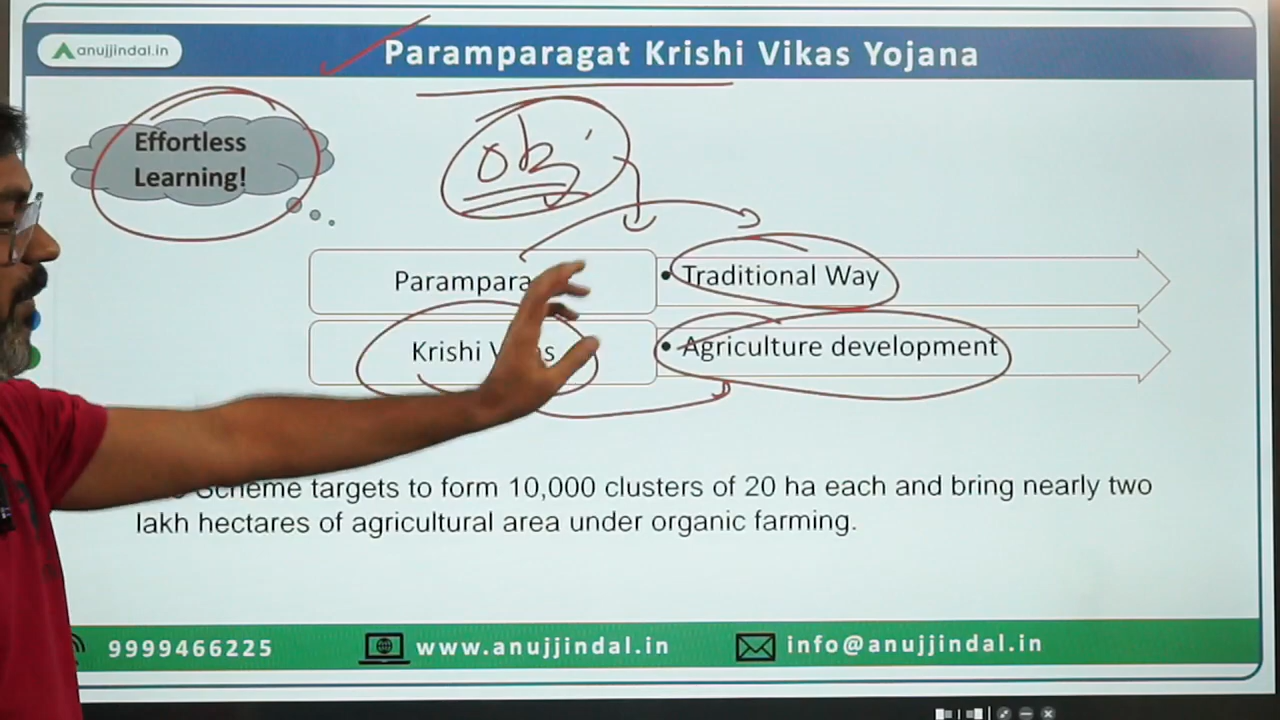 anujjindal.in
Paramparagat Krishi Vikas Yojana
Effortless
Learning!
obj
• Traditional Way
Krishi
• Agriculture development
Scheme targets to form 10,000 clusters of 20 ha each and bring nearly two
lakh hectares of agricultural area under organic farming.
9999466225
www.anujjindal.in
info@anujjindal.in